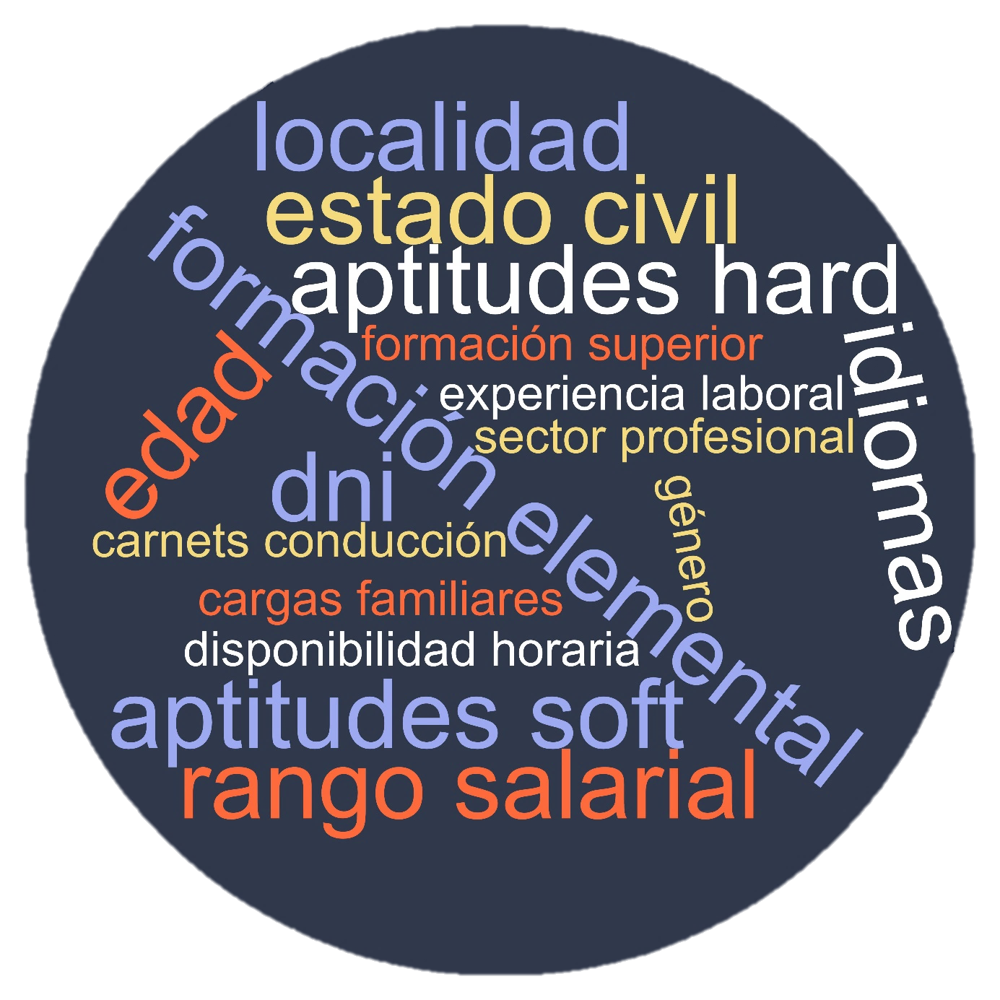 localidad
estado civil
aptitudes hard
formación elemental
formación superior
idiomas
edad
experiencia laboral
sector profesional
dni
género
carnets conducción
cargas familiares
disponibilidad horaria
aptitudes soft
rango salarial